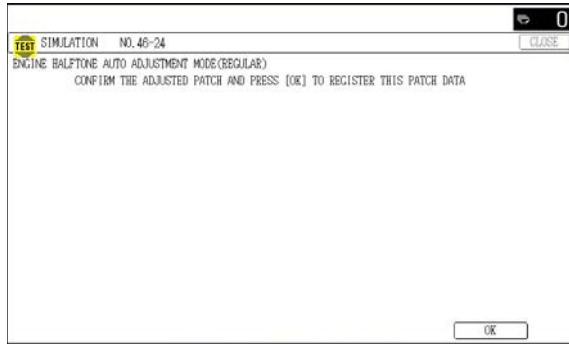 0
TEST SIMULATION NO. 46-24 CLOSE
ENGINE HALFTONE AUTO ADJUSTMENT MODE(REGULAR)
CONFIRM THE ADJUSTED PATCH AND PRESS [OK] TO REGISTER THIS PATCH DATA
OK